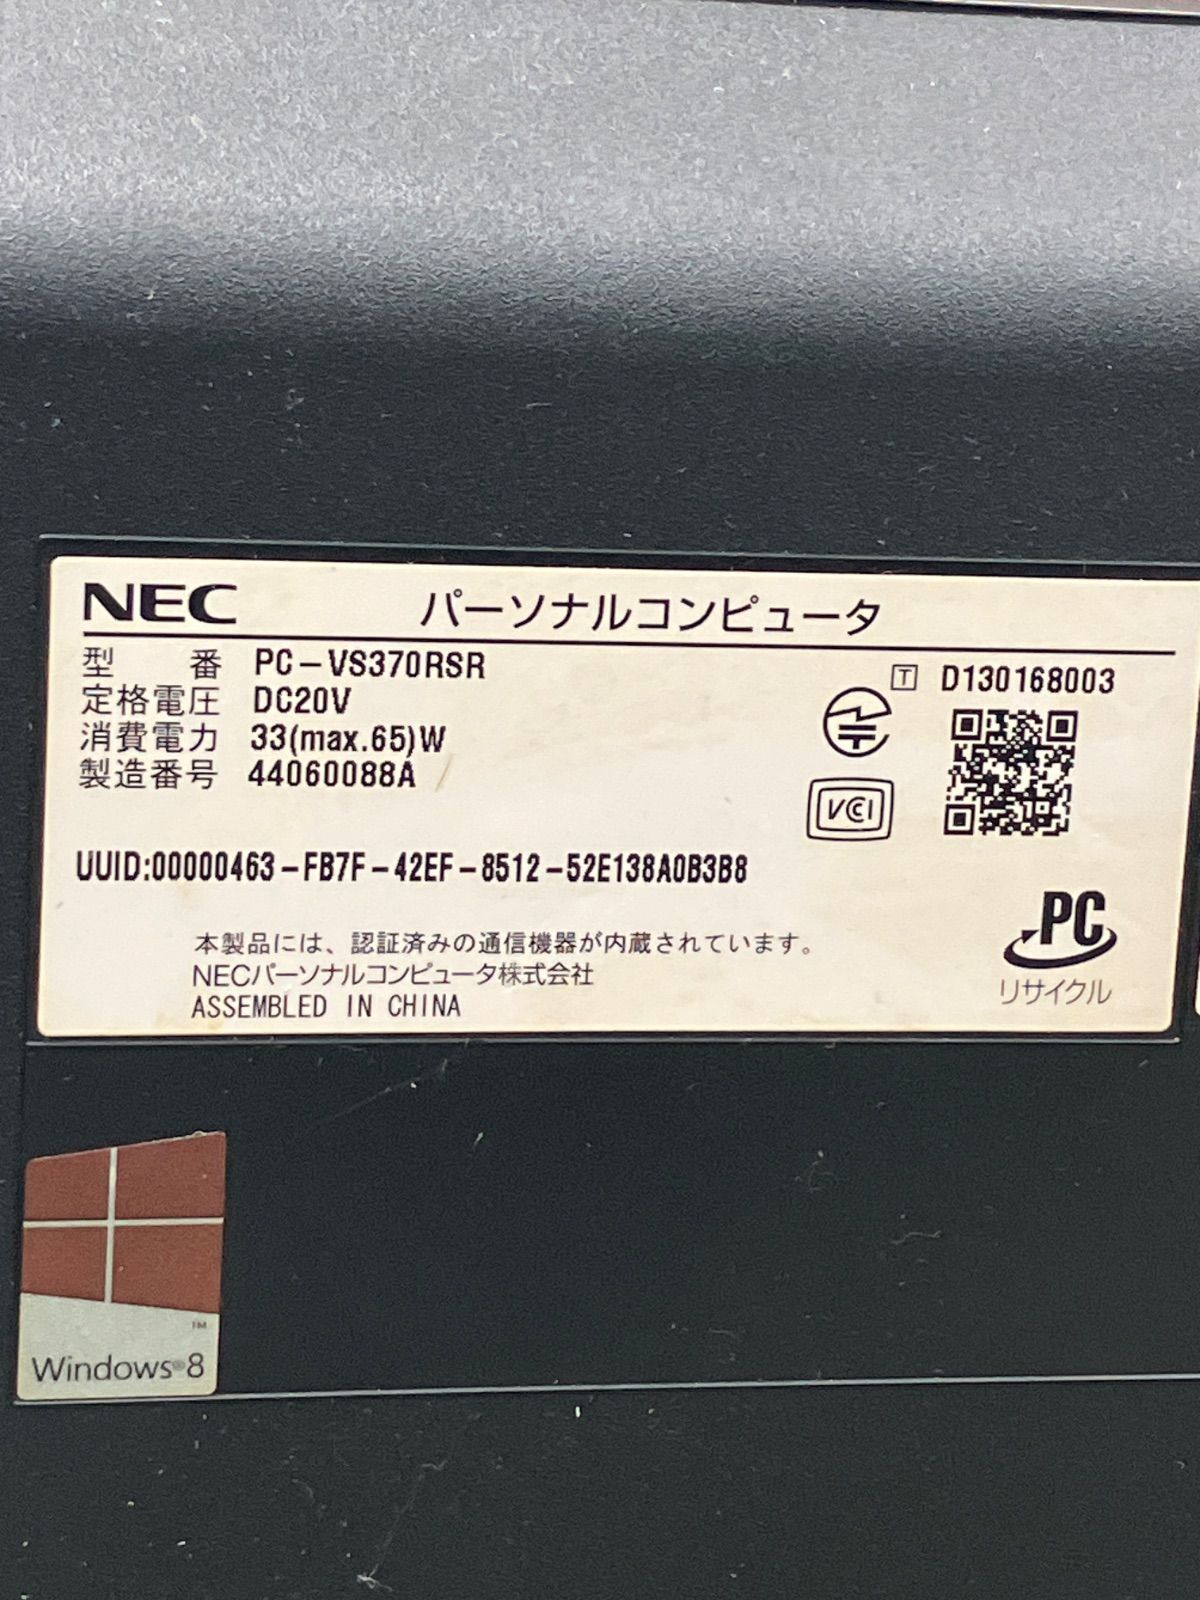 NEC パーソナルコンピュータ
型 番 PC-VS370RSR
定格電圧 DC20V
消費電力 33(max.65)W
製造番号 44060088A
T D130168003
VCI
UUID:00000463-FB7F-42EF-8512-52E138A0B3B8
本製品には、認証済みの通信機器が内蔵されています。
NECパーソナルコンピュータ株式会社
ASSEMBLED IN CHINA
PC
リサイクル
TM
Windows®8